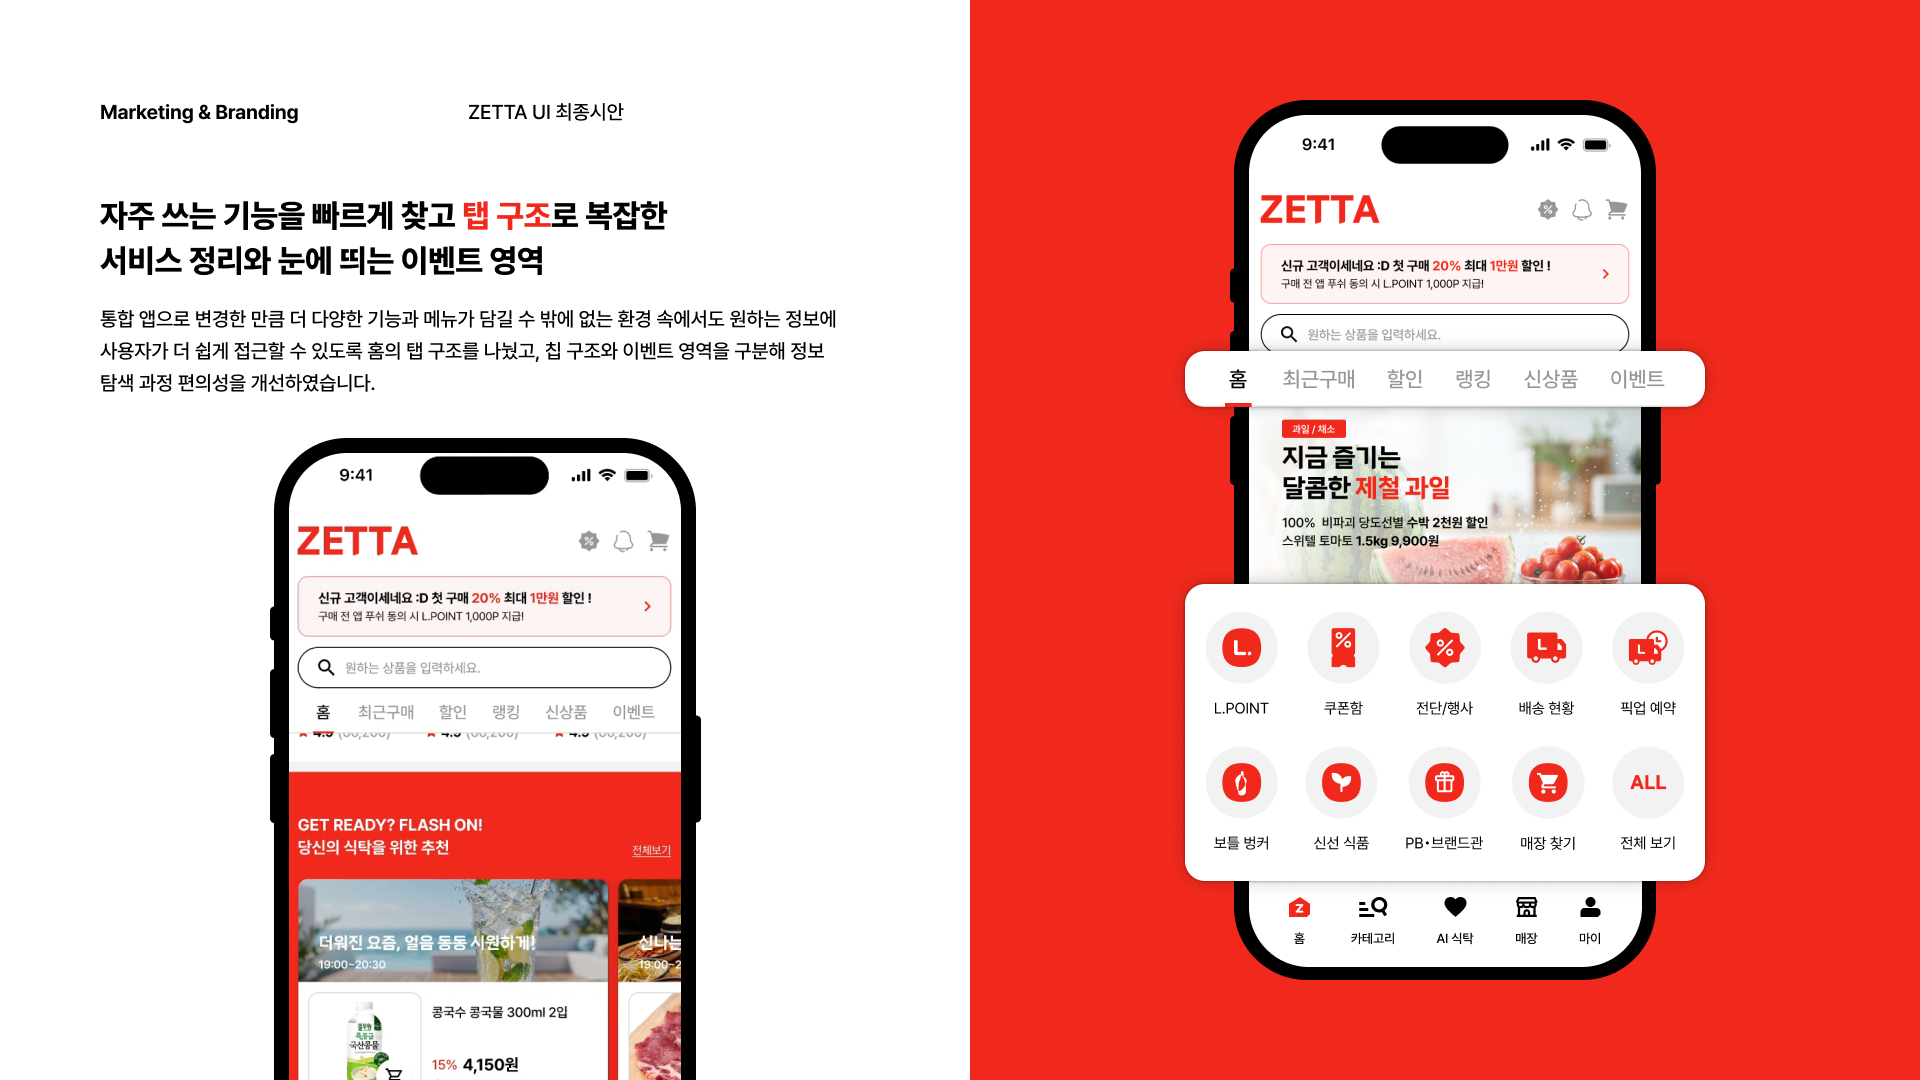 Marketing & Branding
ZETTA UI 최종시안
자주 쓰는 기능을 빠르게 찾고 탭 구조로 복잡한
서비스 정리와 눈에 띄는 이벤트 영역
통합 앱으로 변경한 만큼 더 다양한 기능과 메뉴가 담길 수 밖에 없는 환경 속에서도 원하는 정보에
사용자가 더 쉽게 접근할 수 있도록 홈의 탭 구조를 나눴고, 칩 구조와 이벤트 영역을 구분해 정보
탐색 과정 편의성을 개선하였습니다.
9:41
ZETTA
신규 고객이세네요 :D 첫 구매 20% 최대 1만원 할인 !
구매 전 앱 푸쉬 동의 시 L.POINT 1,000P 지급!
원하는 상품을 입력하세요.
홈 최근구매 할인 랭킹 신상품 이벤트
GET READY? FLASH ON!
당신의 식탁을 위한 추천
전체보기
더워진 요즘, 얼음 동동 시원하게!
19:00~20:30
신나는
19:00~2
국산콩물
콩국수 콩국물 300ml 2입
15% 4,150원
9:41
ZETTA
신규 고객이세네요 :D 첫 구매 20% 최대 1만원 할인 !
구매 전 앱 푸쉬 동의 시 L.POINT 1,000P 지급!
원하는 상품을 입력하세요.
홈 최근구매 할인 랭킹 신상품 이벤트
과일 / 채소
지금 즐기는
달콤한 제철 과일
100% 비파괴 당도선별 수박 2천원 할인
스위텔 토마토 1.5kg 9,900원
L.
L.POINT 쿠폰함 전단/행사 배송 현황 픽업 예약
ALL
보틀 벙커 신선 식품 PB•브랜드관 매장 찾기 전체 보기
홈 카테고리 AI 식탁 매장 마이